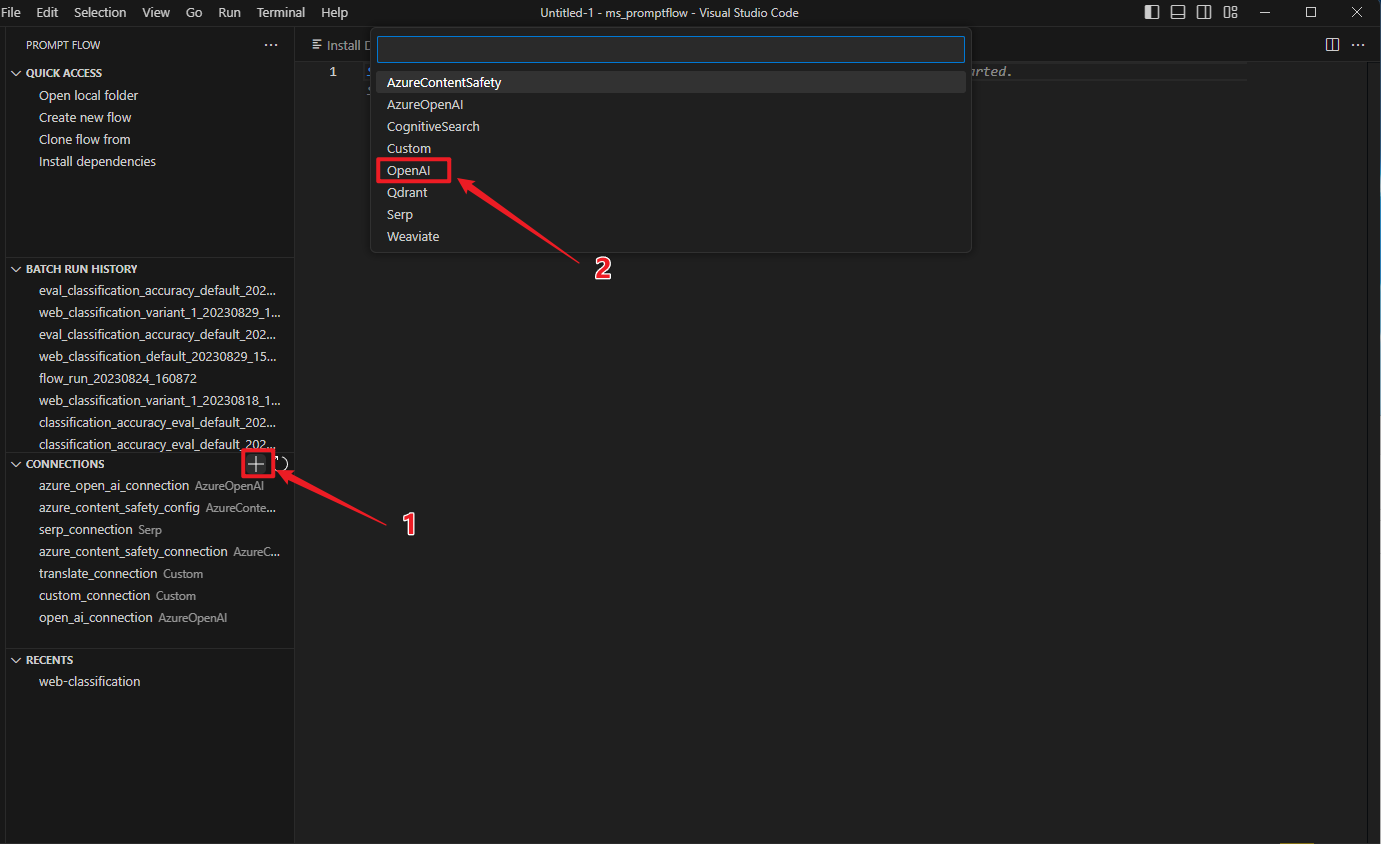 File Edit Selection View Go Run Terminal Help
Untitled-1 - ms_promptflow - Visual Studio Code
PROMPT FLOW
QUICK ACCESS
Open local folder
Create new flow
Clone flow from
Install dependencies
BATCH RUN HISTORY
eval_classification_accuracy_default_202...
web_classification_variant_1_20230829_1...
eval_classification_accuracy_default_202...
web_classification_default_20230829_15...
flow_run_20230824_160872
web_classification_variant_1_20230818_1...
classification_accuracy_eval_default_202...
classification_accuracy_eval_default_202...
CONNECTIONS
azure_open_ai_connection AzureOpenAI
azure_content_safety_config AzureConte...
serp_connection Serp
azure_content_safety_connection AzureC...
translate_connection Custom
custom_connection Custom
open_ai_connection AzureOpenAI
RECENTS
web-classification
Install D
1
arted.
AzureContentSafety
AzureOpenAI
CognitiveSearch
Custom
OpenAI
Qdrant
Serp
Weaviate
2
1